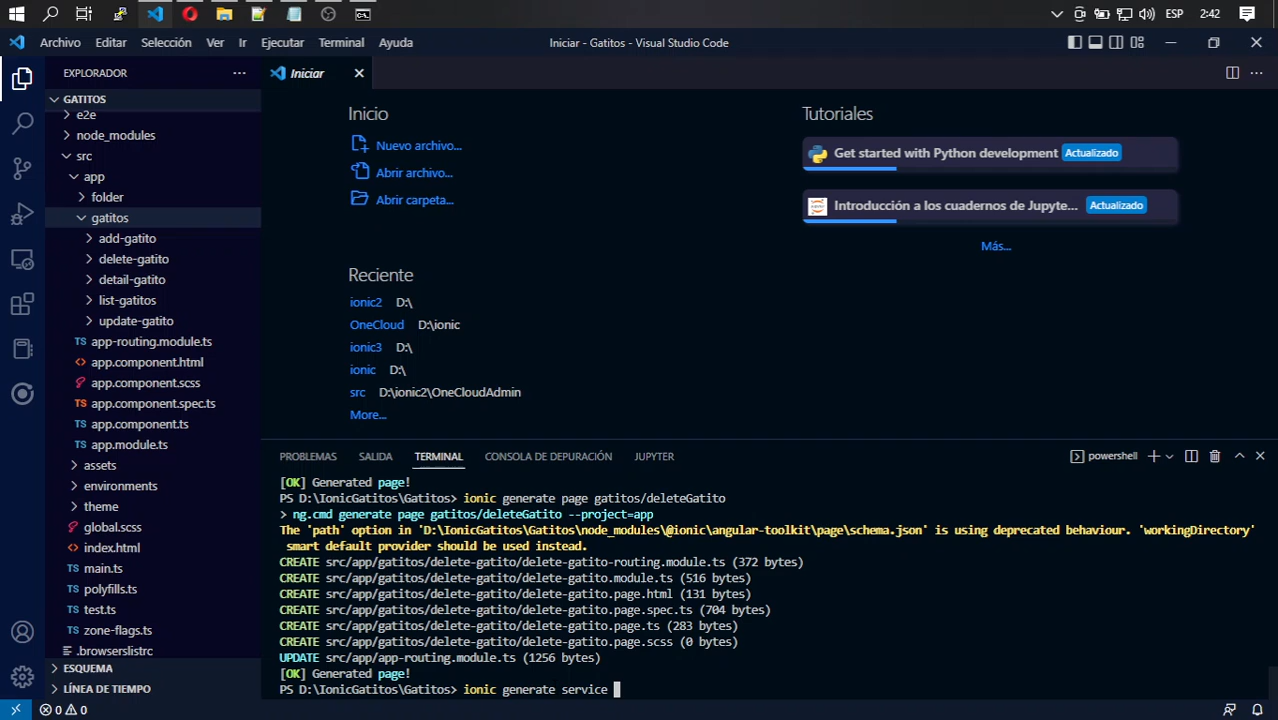 ESP 2:42
Archivo Editar Selección Ver Ir Ejecutar Terminal Ayuda
Iniciar - Gatitos - Visual Studio Code
EXPLORADOR
GATITOS
e2e
node_modules
src
app
folder
gatitos
add-gatito
delete-gatito
detail-gatito
list-gatitos
update-gatito
TS app-routing.module.ts
<> app.component.html
app.component.scss
TS app.component.spec.ts
TS app.component.ts
TS app.module.ts
assets
environments
theme
global.scss
<> index.html
TS main.ts
TS polyfills.ts
TS test.ts
TS zone-flags.ts
.browserslistrc
ESQUEMA
LÍNEA DE TIEMPO
Iniciar
Inicio
Nuevo archivo...
Abrir archivo...
Abrir carpeta...
Reciente
ionic2 D:\
OneCloud D:\ionic
ionic3 D:\
ionic D:\
src D:\ionic2\OneCloudAdmin
More...
Tutoriales
Get started with Python development Actualizado
Introducción a los cuadernos de Jupyte... Actualizado
Más...
PROBLEMAS SALIDA TERMINAL CONSOLA DE DEPURACIÓN JUPYTER
powershell
[OK] Generated page!
PS D:\IonicGatitos\Gatitos> ionic generate page gatitos/deleteGatito
> ng.cmd generate page gatitos/deleteGatito --project=app
The 'path' option in 'D:\IonicGatitos\Gatitos\node_modules\@ionic\angular-toolkit\page\schema.json' is using deprecated behaviour. 'workingDirectory'
smart default provider should be used instead.
CREATE src/app/gatitos/delete-gatito/delete-gatito-routing.module.ts (372 bytes)
CREATE src/app/gatitos/delete-gatito/delete-gatito.module.ts (516 bytes)
CREATE src/app/gatitos/delete-gatito/delete-gatito.page.html (131 bytes)
CREATE src/app/gatitos/delete-gatito/delete-gatito.page.spec.ts (704 bytes)
CREATE src/app/gatitos/delete-gatito/delete-gatito.page.ts (283 bytes)
CREATE src/app/gatitos/delete-gatito/delete-gatito.page.scss (0 bytes)
UPDATE src/app/app-routing.module.ts (1256 bytes)
[OK] Generated page!
PS D:\IonicGatitos\Gatitos> ionic generate service
0 0